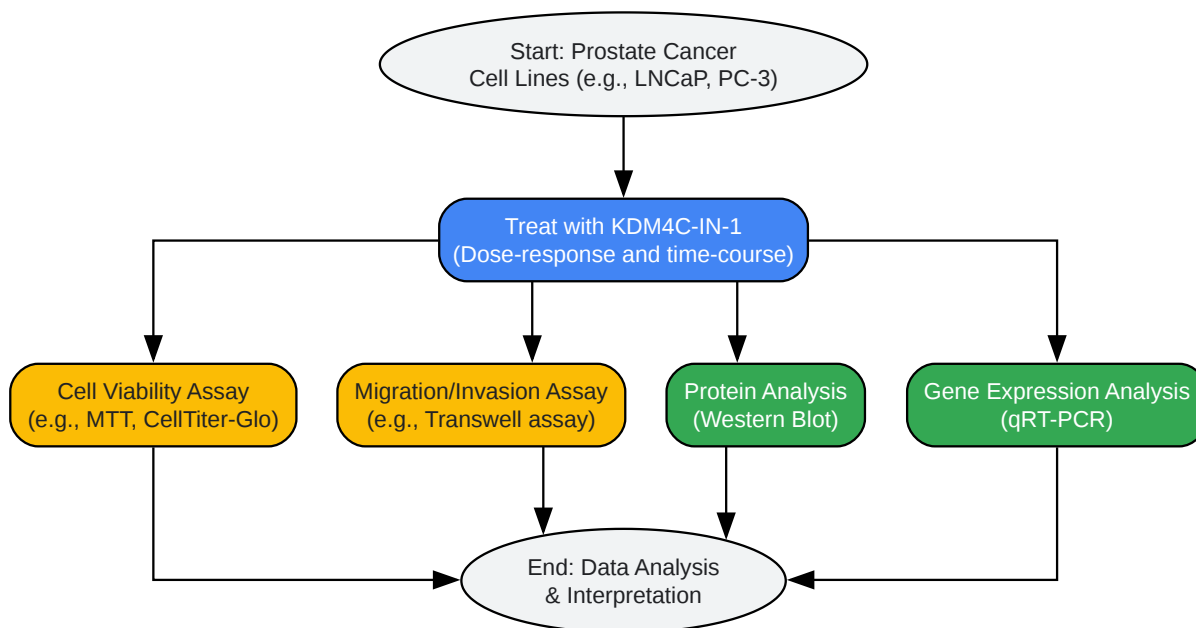 Start: Prostate Cancer
Cell Lines (e.g., LNCaP, PC-3)
Treat with KDM4C-IN-1
(Dose-response and time-course)
Cell Viability Assay
(e.g., MTT, CellTiter-Glo)
Migration/Invasion Assay
(e.g., Transwell assay)
Protein Analysis
(Western Blot)
Gene Expression Analysis
(qRT-PCR)
End: Data Analysis
& Interpretation